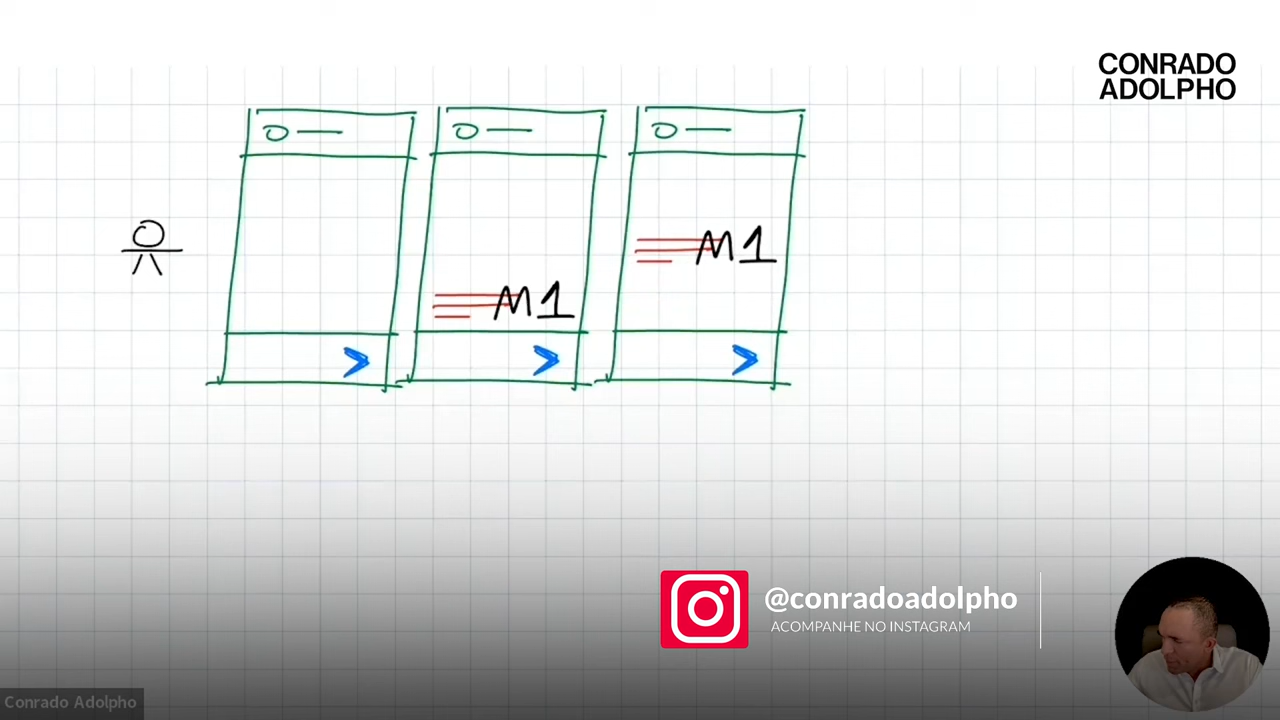 CONRADO
ADOLPHO
M1
M1
@conradoadolpho
ACOMPANHE NO INSTAGRAM
Conrado Adolpho